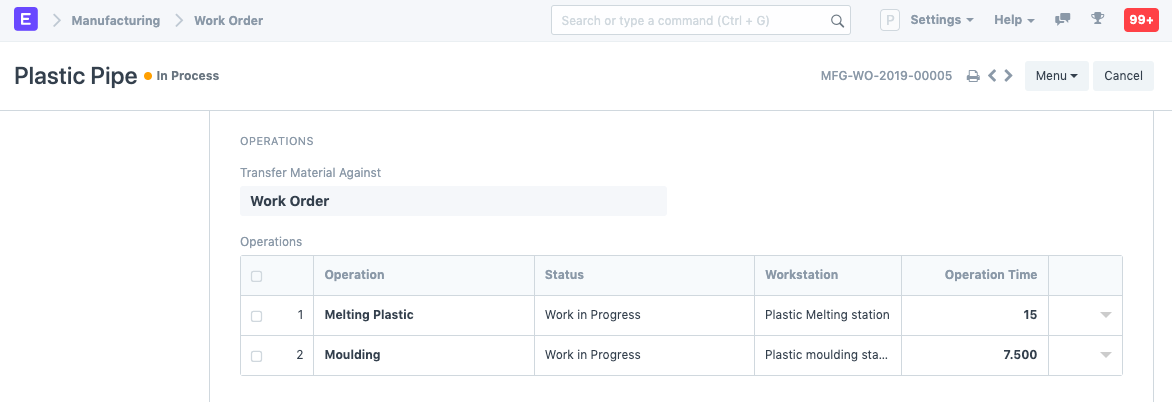 E Manufacturing Work Order Search or type a command (Ctrl + G) P Settings Help 99+
Plastic Pipe In Process MFG-WO-2019-00005 Menu Cancel
OPERATIONS
Transfer Material Against
Work Order
Operations
Operation Status Workstation Operation Time
1 Melting Plastic Work in Progress Plastic Melting station 15
2 Moulding Work in Progress Plastic moulding sta... 7.500